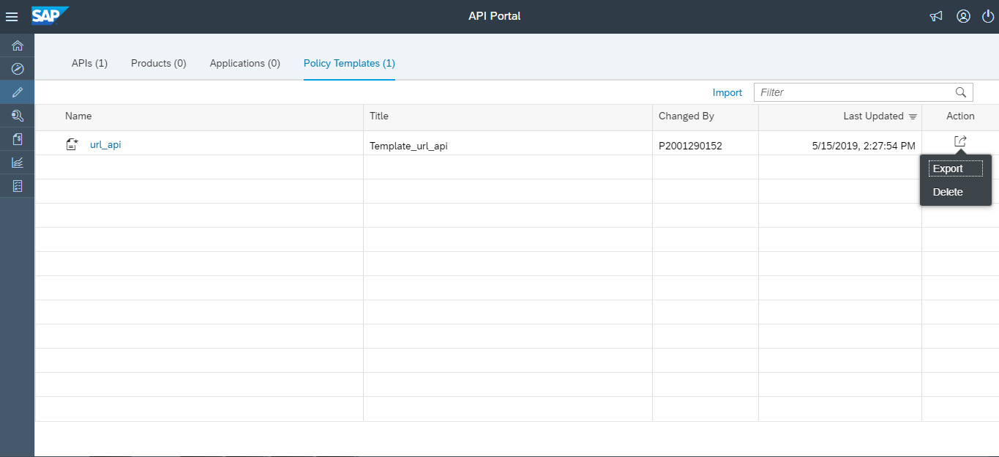 SAP API Portal
APIs (1) Products (0) Applications (0) Policy Templates (1)
Import Filter
Name Title Changed By Last Updated Action
url_api Template_url_api P2001290152 5/15/2019, 2:27:54 PM
Export
Delete